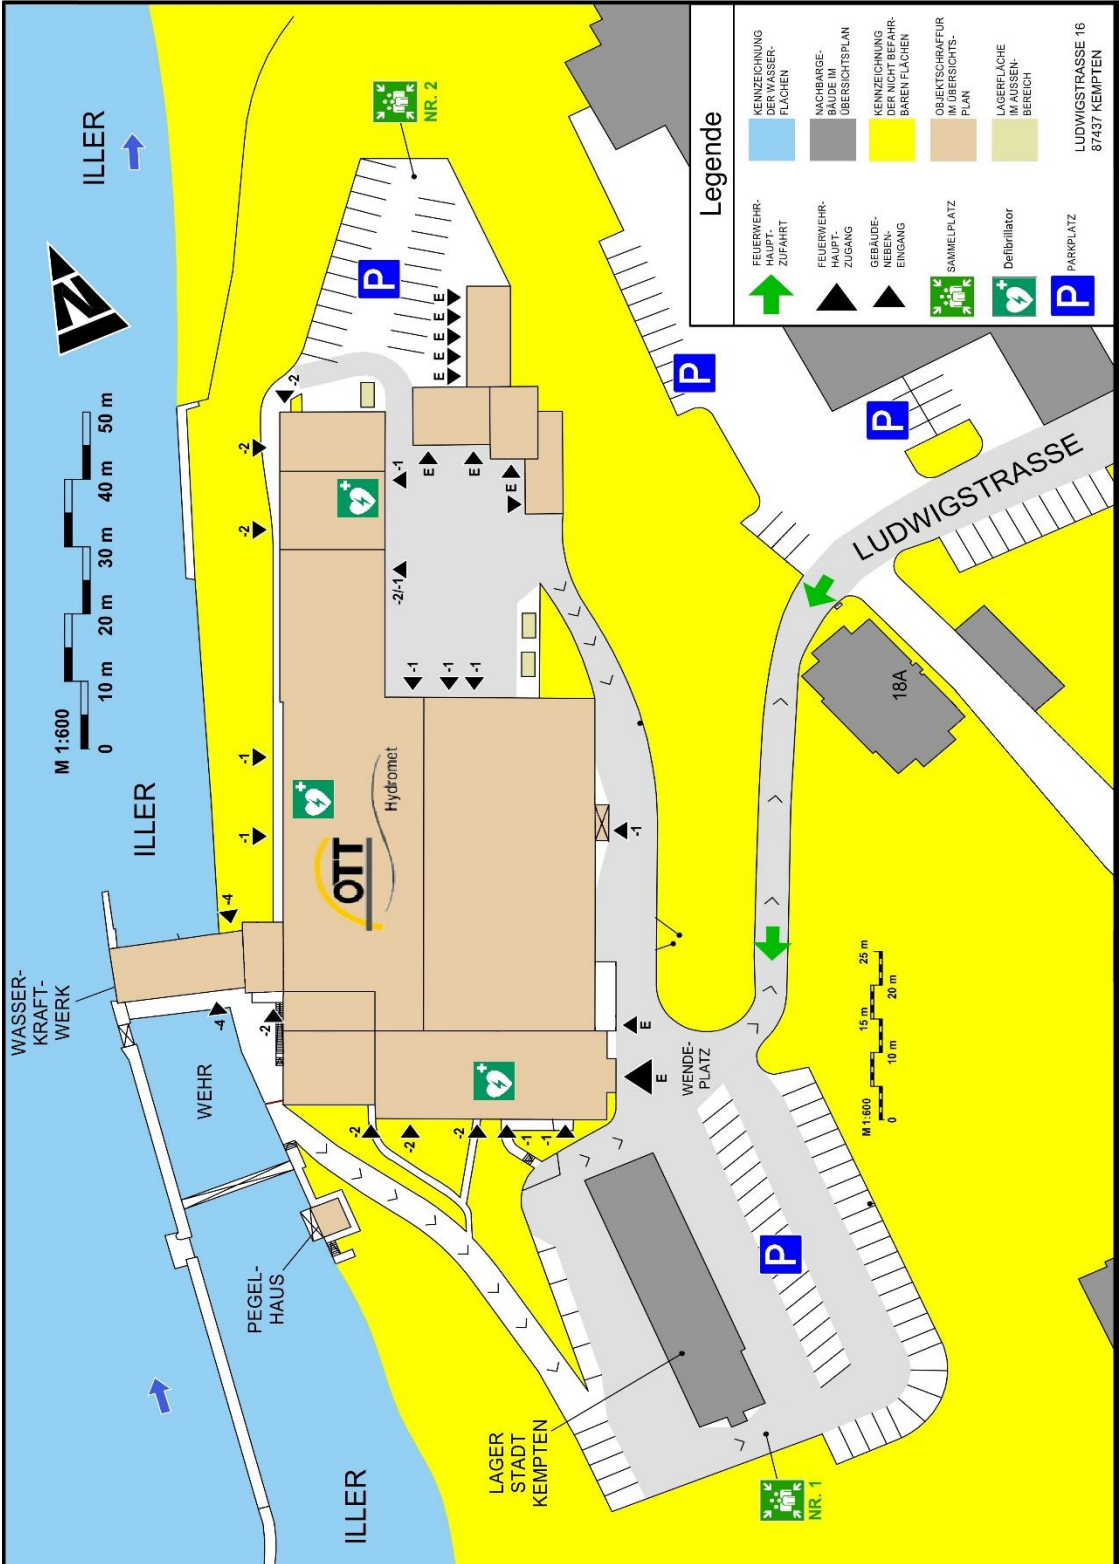 ILLER
N
M 1:600
0
10 m
20 m
30 m
40 m
50 m
ILLER
WASSER-
KRAFT-
WERK
WEHR
PEGEL-
HAUS
ILLER
NR. 2
P
-2
-2
-2
-1
-1
-4
-4
-2
E
E
E
E
E
-1
E
E
E
E
-2/-1
-1
-1
-1
OTT
Hydromet
-1
E
E
WENDE-
PLATZ
-2
-2
-2
-1
-1
P
LAGER
STADT
KEMPTEN
NR. 1
M 1:600
0
10 m
15 m
20 m
25 m
18A
LUDWIGSTRASSE
P
P
Legende
FEUERWEHR-
HAUPT-
ZUFAHRT
FEUERWEHR-
HAUPT-
ZUGANG
GEBÄUDE-
NEBEN-
EINGANG
SAMMELPLATZ
Defibrillator
P
PARKPLATZ
KENNZEICHNUNG
DER WASSER-
FLÄCHEN
NACHBARGE-
BÄUDE IM
ÜBERSICHTSPLAN
KENNZEICHNUNG
DER NICHT BEFAHR-
BAREN FLÄCHEN
OBJEKTSCHRAFFUR
IM ÜBERSICHTS-
PLAN
LAGERFLÄCHE
IM AUSSEN-
BEREICH
LUDWIGSTRASSE 16
87437 KEMPTEN